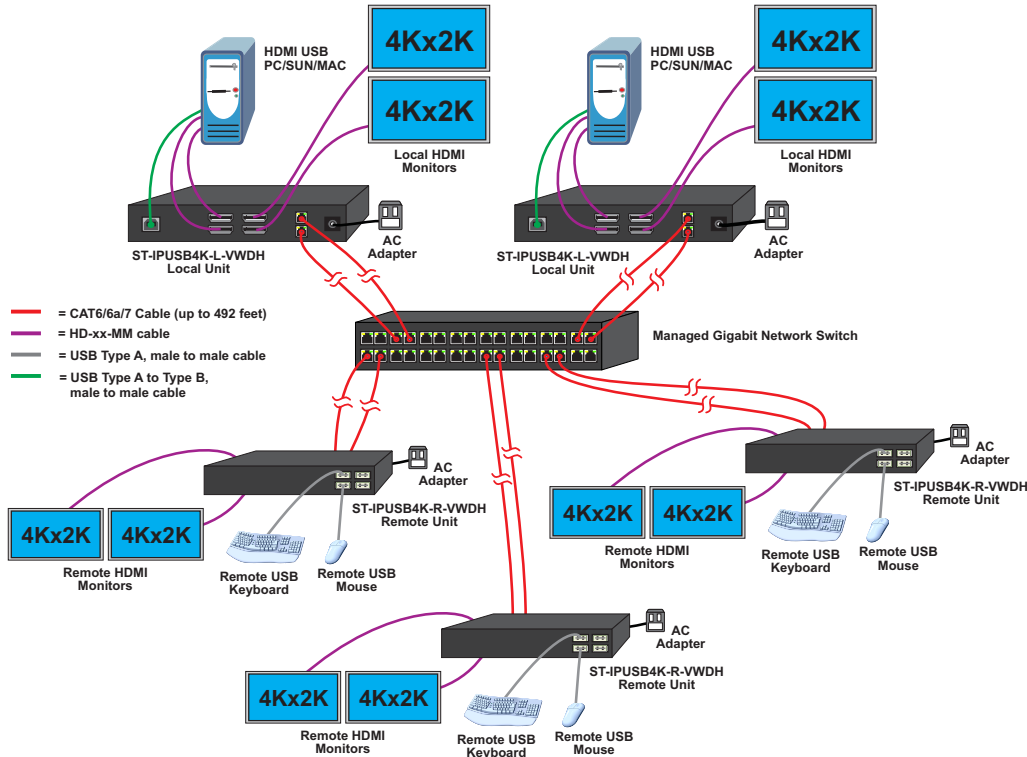 HDMI USB
PC/SUN/MAC
4Kx2K
4Kx2K
Local HDMI
Monitors
AC
Adapter
ST-IPUSB4K-L-VWDH
Local Unit
HDMI USB
PC/SUN/MAC
4Kx2K
4Kx2K
Local HDMI
Monitors
AC
Adapter
ST-IPUSB4K-L-VWDH
Local Unit
= CAT6/6a/7 Cable (up to 492 feet)
= HD-xx-MM cable
= USB Type A, male to male cable
= USB Type A to Type B,
male to male cable
Managed Gigabit Network Switch
AC
Adapter
ST-IPUSB4K-R-VWDH
Remote Unit
4Kx2K
4Kx2K
Remote HDMI
Monitors
Remote USB
Keyboard
Remote USB
Mouse
AC
Adapter
ST-IPUSB4K-R-VWDH
Remote Unit
4Kx2K
4Kx2K
Remote HDMI
Monitors
Remote USB
Keyboard
Remote USB
Mouse
AC
Adapter
ST-IPUSB4K-R-VWDH
Remote Unit
4Kx2K
4Kx2K
Remote HDMI
Monitors
Remote USB
Keyboard
Remote USB
Mouse